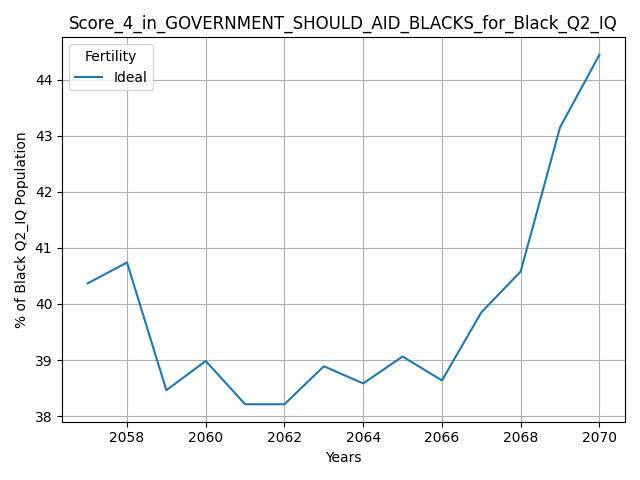 Score_4_in_GOVERNMENT_SHOULD_AID_BLACKS_for_Black_Q2_IQ
Fertility
Ideal
44
43
42
41
40
39
38
% of Black Q2_IQ Population
2058 2060 2062 2064 2066 2068 2070
Years